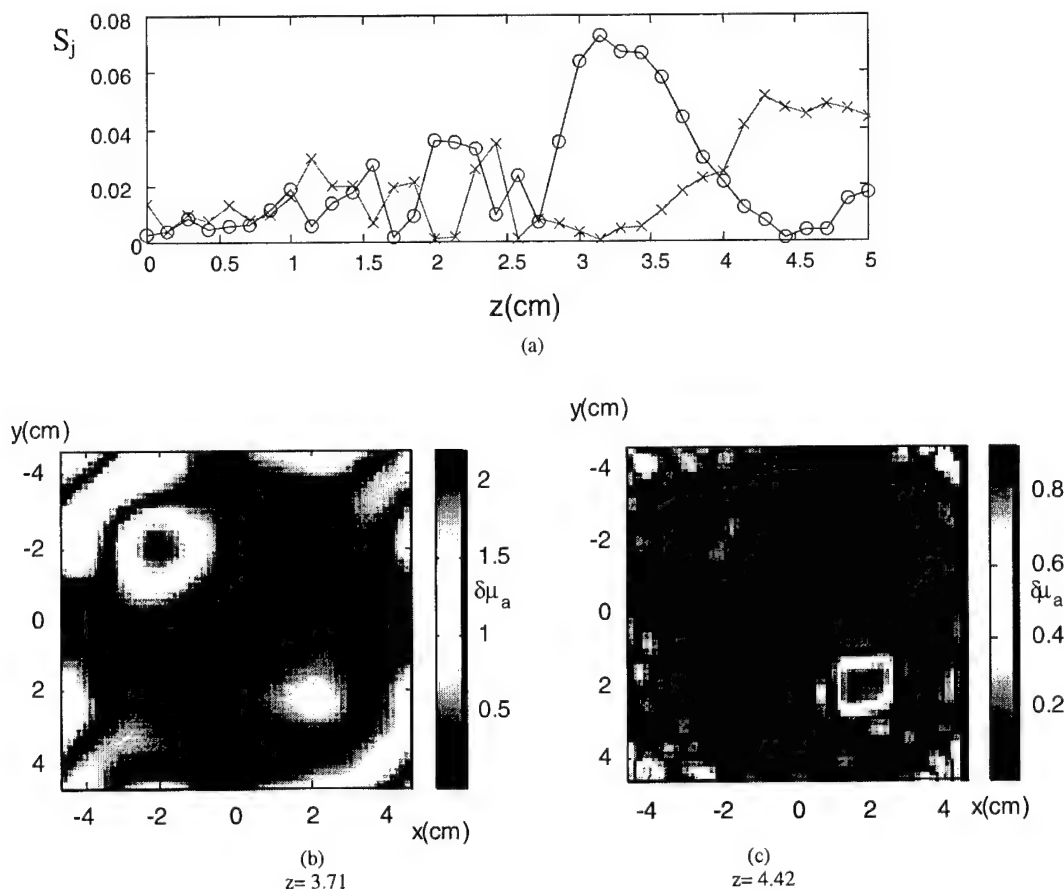 S_j
0.08
0.06
0.04
0.02
0
0 0.5 1 1.5 2 2.5 3 3.5 4 4.5 5
z(cm)
(a)
y(cm)
-4
-2
0
2
4
-4 -2 0 2 4
x(cm)
2
1.5
δμ_a
1
0.5
(b)
z= 3.71
y(cm)
-4
-2
0
2
4
-4 -2 0 2 4
x(cm)
0.8
0.6
δμ_a
0.4
0.2
(c)
z= 4.42